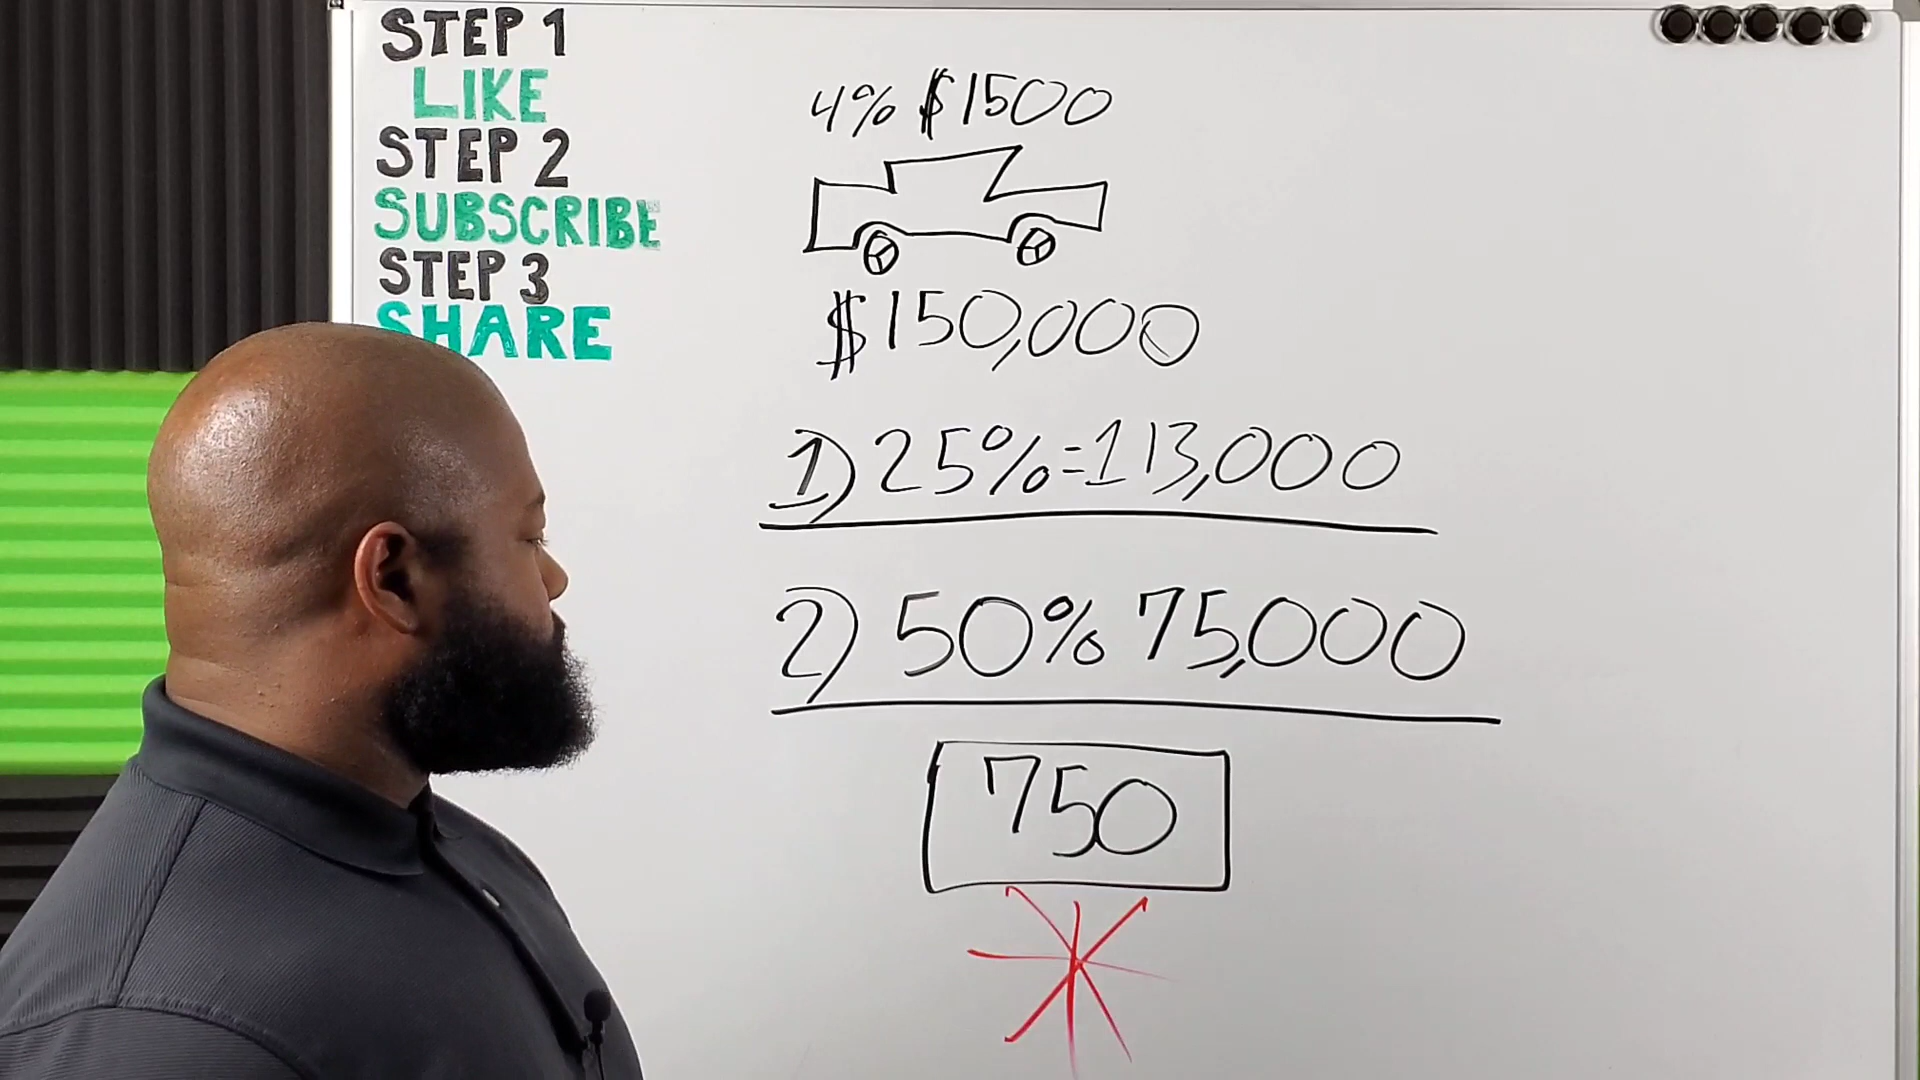 STEP 1
LIKE
STEP 2
SUBSCRIBE
STEP 3
SHARE
4% $1500
$150,000
1) 25%=113,000
2) 50% 75,000
750